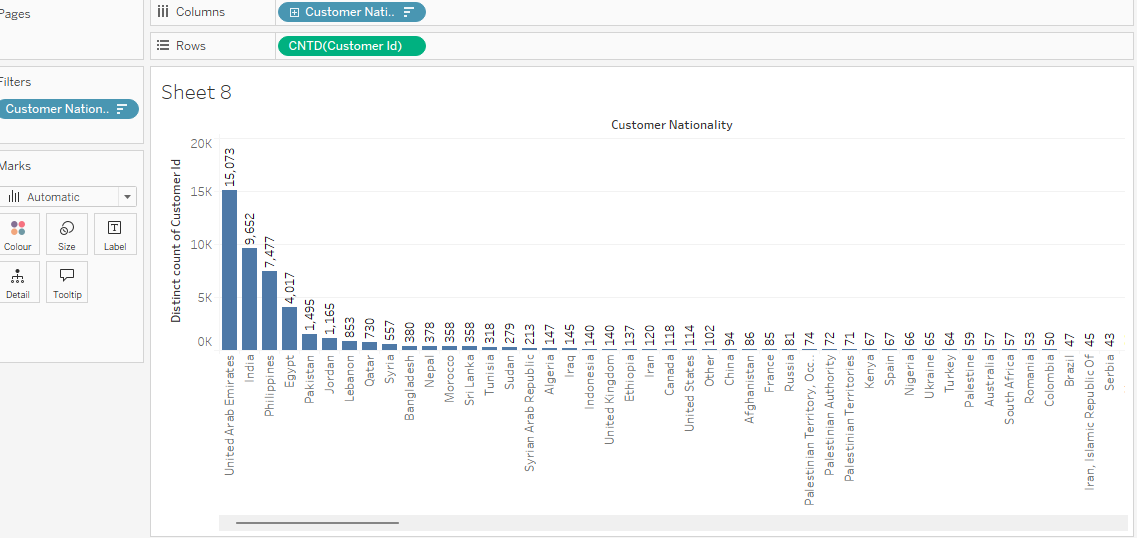 Pages
Columns
Customer Nati..
Rows
CNTD(Customer Id)
Filters
Customer Nation..
Marks
Automatic
Colour
Size
Label
Detail
Tooltip
Sheet 8
Customer Nationality
Distinct count of Customer Id
20K
15K
10K
5K
0K
15,073
9,652
7,477
4,017
1,495
1,165
853
730
557
380
378
358
358
318
279
213
147
145
140
140
137
120
118
114
102
94
86
85
81
74
72
71
67
67
66
65
64
59
57
57
53
50
47
45
43
United Arab Emirates
India
Philippines
Egypt
Pakistan
Jordan
Lebanon
Qatar
Syria
Bangladesh
Nepal
Morocco
Sri Lanka
Tunisia
Sudan
Syrian Arab Republic
Algeria
Iraq
Indonesia
United Kingdom
Ethiopia
Iran
Canada
United States
Other
China
Afghanistan
France
Russia
Palestinian Territory, Occ..
Palestinian Authority
Palestinian Territories
Kenya
Spain
Nigeria
Ukraine
Turkey
Palestine
Australia
South Africa
Romania
Colombia
Brazil
Iran, Islamic Republic Of
Serbia